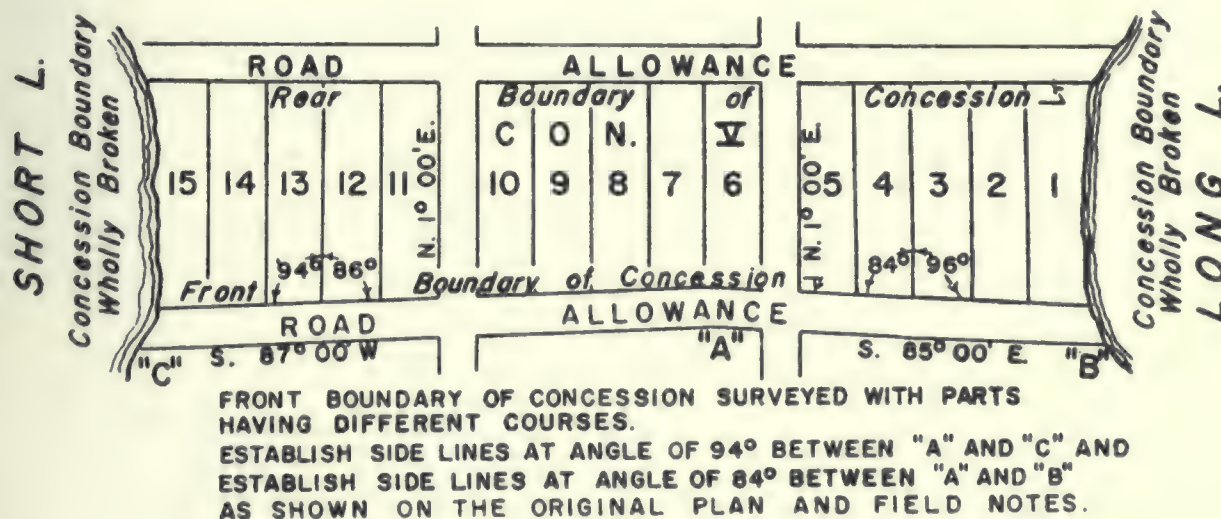 SHORT L.
Concession Boundary
Wholly Broken
ROAD ALLOWANCE
Rear Boundary of Concession
CON. V
15 14 13 12 11 10 9 8 7 6 5 4 3 2 1
N. 1° 00' E.
N. 1° 00' E.
94° 86°
84° 96°
Front Boundary of Concession
ROAD ALLOWANCE
"C" S. 87° 00' W "A" S. 85° 00' E. "B"
Concession Boundary
Wholly Broken
LONG L.
FRONT BOUNDARY OF CONCESSION SURVEYED WITH PARTS
HAVING DIFFERENT COURSES.
ESTABLISH SIDE LINES AT ANGLE OF 94° BETWEEN "A" AND "C" AND
ESTABLISH SIDE LINES AT ANGLE OF 84° BETWEEN "A" AND "B"
AS SHOWN ON THE ORIGINAL PLAN AND FIELD NOTES.